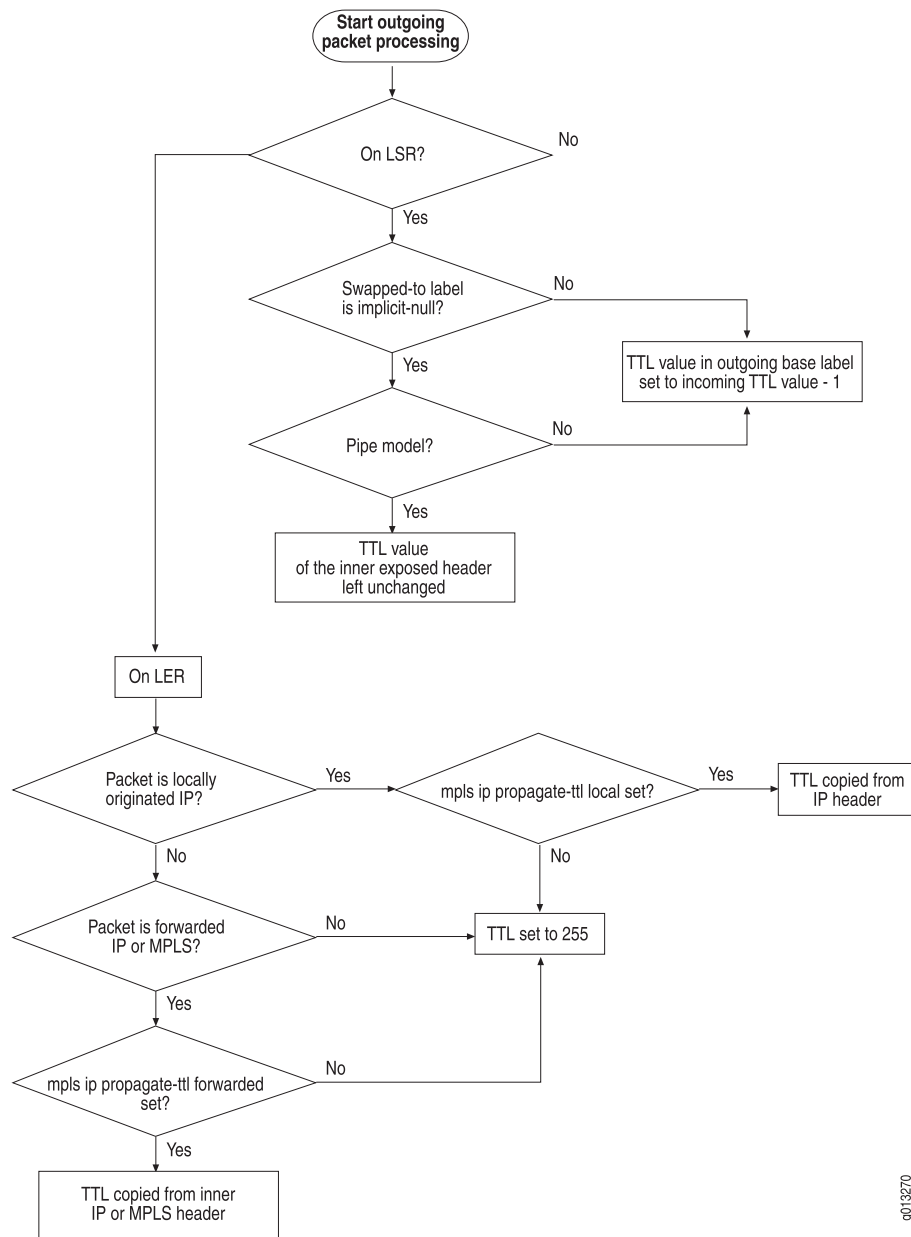 Start outgoing
packet processing
On LSR?
No
Yes
Swapped-to label
is implicit-null?
No
TTL value in outgoing base label
set to incoming TTL value - 1
Yes
Pipe model?
No
Yes
TTL value
of the inner exposed header
left unchanged
On LER
Packet is locally
originated IP?
Yes
mpls ip propagate-ttl local set?
Yes
TTL copied from
IP header
No
No
Packet is forwarded
IP or MPLS?
No
TTL set to 255
Yes
mpls ip propagate-ttl forwarded
set?
No
Yes
TTL copied from inner
IP or MPLS header
g013270